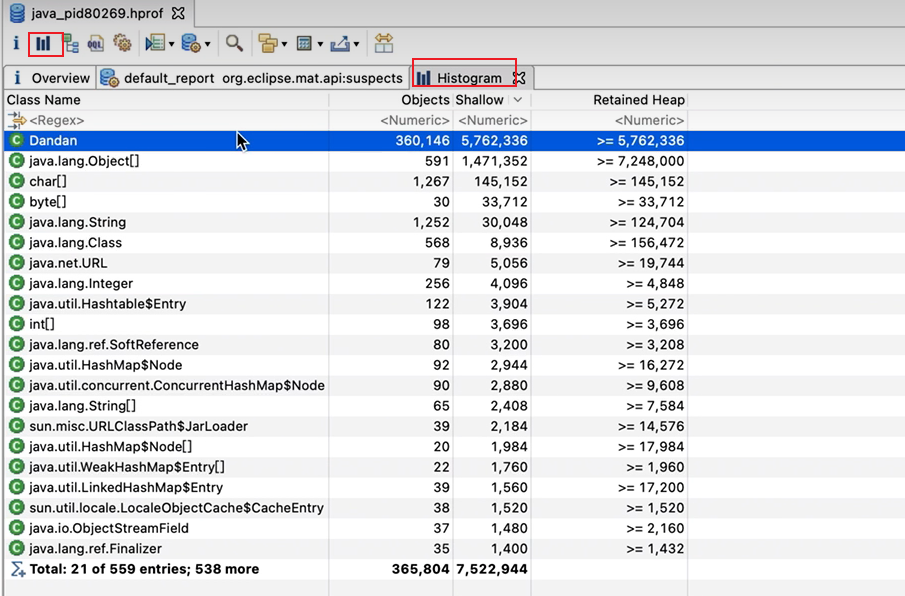 java_pid80269.hprof
i OQL
i Overview default_report org.eclipse.mat.api:suspects Histogram
Class Name Objects Shallow Retained Heap
<Regex> <Numeric> <Numeric> <Numeric>
C Dandan 360,146 5,762,336 >= 5,762,336
C java.lang.Object[] 591 1,471,352 >= 7,248,000
C char[] 1,267 145,152 >= 145,152
C byte[] 30 33,712 >= 33,712
C java.lang.String 1,252 30,048 >= 124,704
C java.lang.Class 568 8,936 >= 156,472
C java.net.URL 79 5,056 >= 19,744
C java.lang.Integer 256 4,096 >= 4,848
C java.util.Hashtable$Entry 122 3,904 >= 5,272
C int[] 98 3,696 >= 3,696
C java.lang.ref.SoftReference 80 3,200 >= 3,208
C java.util.HashMap$Node 92 2,944 >= 16,272
C java.util.concurrent.ConcurrentHashMap$Node 90 2,880 >= 9,608
C java.lang.String[] 65 2,408 >= 7,584
C sun.misc.URLClassPath$JarLoader 39 2,184 >= 14,576
C java.util.HashMap$Node[] 20 1,984 >= 17,984
C java.util.WeakHashMap$Entry[] 22 1,760 >= 1,960
C java.util.LinkedHashMap$Entry 39 1,560 >= 17,200
C sun.util.locale.LocaleObjectCache$CacheEntry 38 1,520 >= 1,520
C java.io.ObjectStreamField 37 1,480 >= 2,160
C java.lang.ref.Finalizer 35 1,400 >= 1,432
Total: 21 of 559 entries; 538 more 365,804 7,522,944